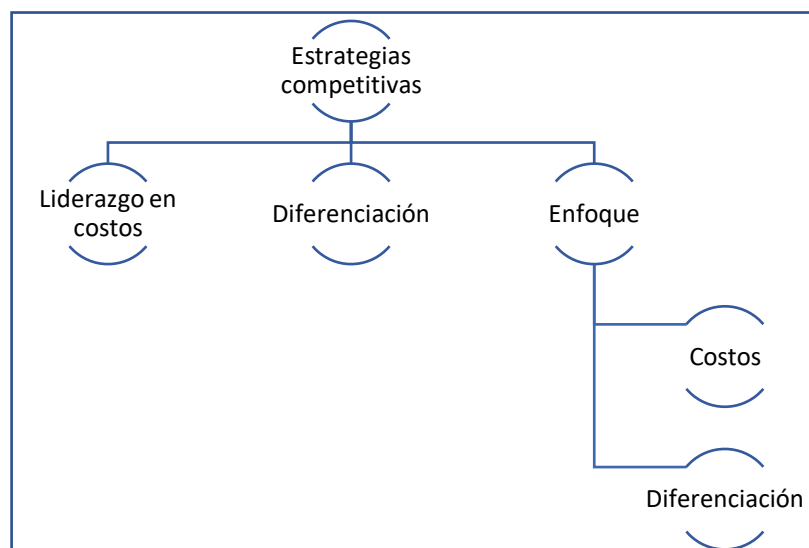 Estrategias
competitivas
Liderazgo en
costos
Diferenciación
Enfoque
Costos
Diferenciación